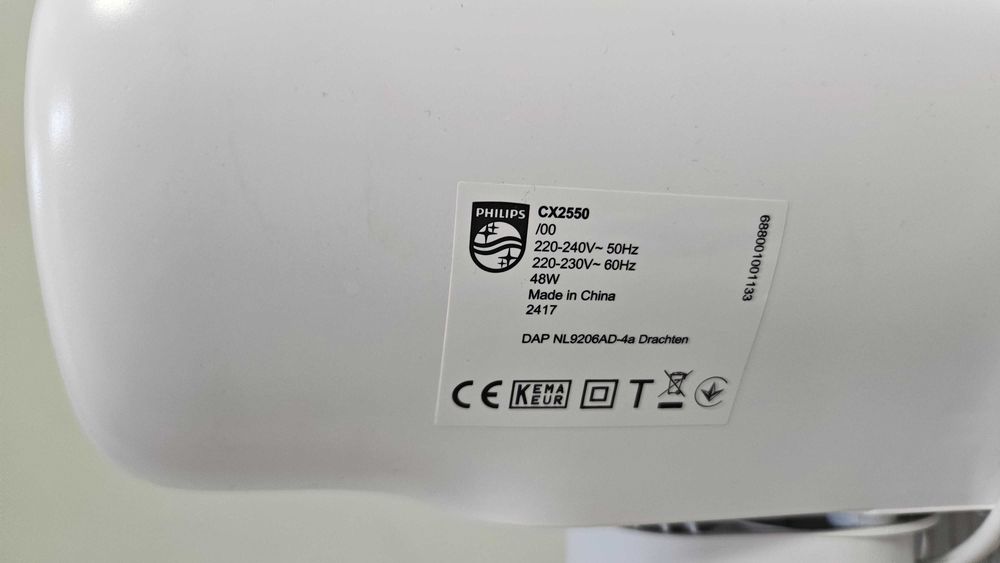 PHILIPS
CX2550
/00
220-240V~ 50Hz
220-230V~ 60Hz
48W
Made in China
2417
DAP NL9206AD-4a Drachten
CE KEMA KEUR T
688001001133